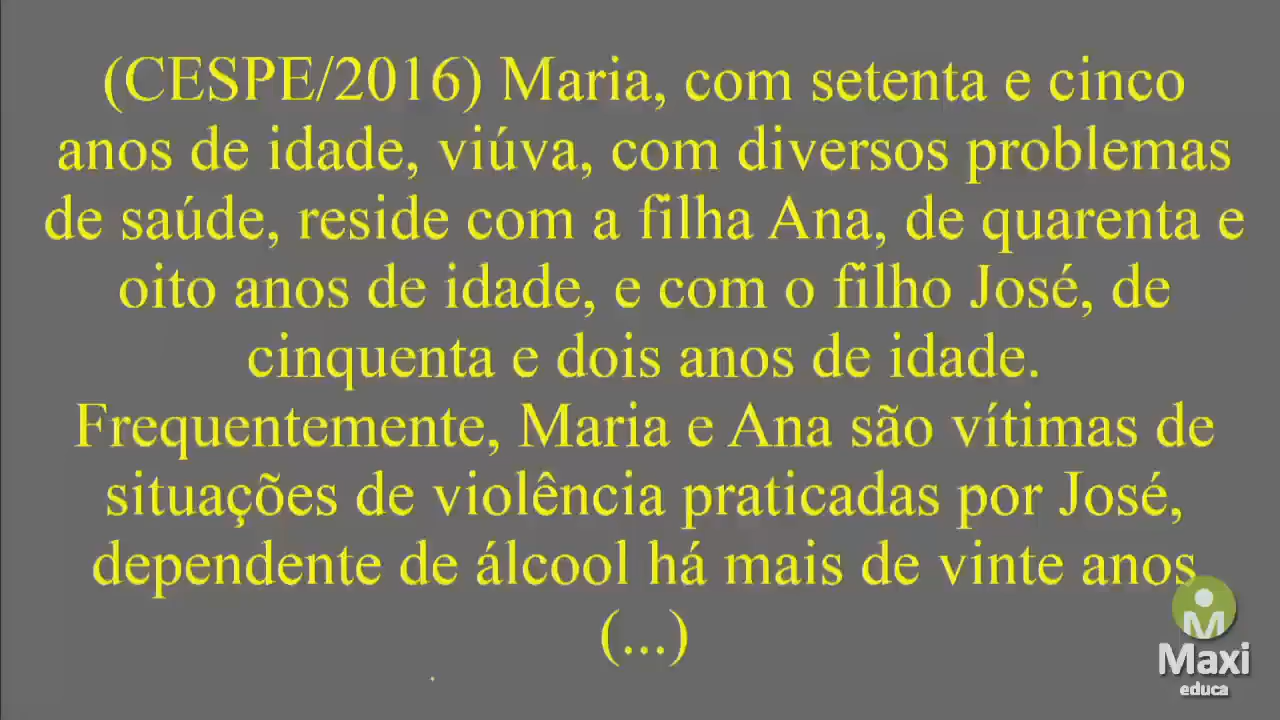 (CESPE/2016) Maria, com setenta e cinco
anos de idade, viúva, com diversos problemas
de saúde, reside com a filha Ana, de quarenta e
oito anos de idade, e com o filho José, de
cinquenta e dois anos de idade.
Frequentemente, Maria e Ana são vítimas de
situações de violência praticadas por José,
dependente de álcool há mais de vinte anos
(...)
M
Maxi
educa